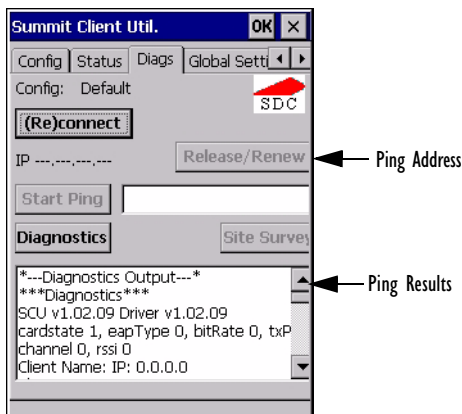 Summit Client Util. OK ×
Config Status Diags Global Setti
Config: Default
SDC
(Re)connect
IP ---.---.---.--- Release/Renew
Ping Address
Start Ping
Diagnostics Site Survey
*---Diagnostics Output---*
Ping Results
***Diagnostics***
SCU v1.02.09 Driver v1.02.09
cardstate 1, eapType 0, bitRate 0, txP
channel 0, rssi 0
Client Name: IP: 0.0.0.0